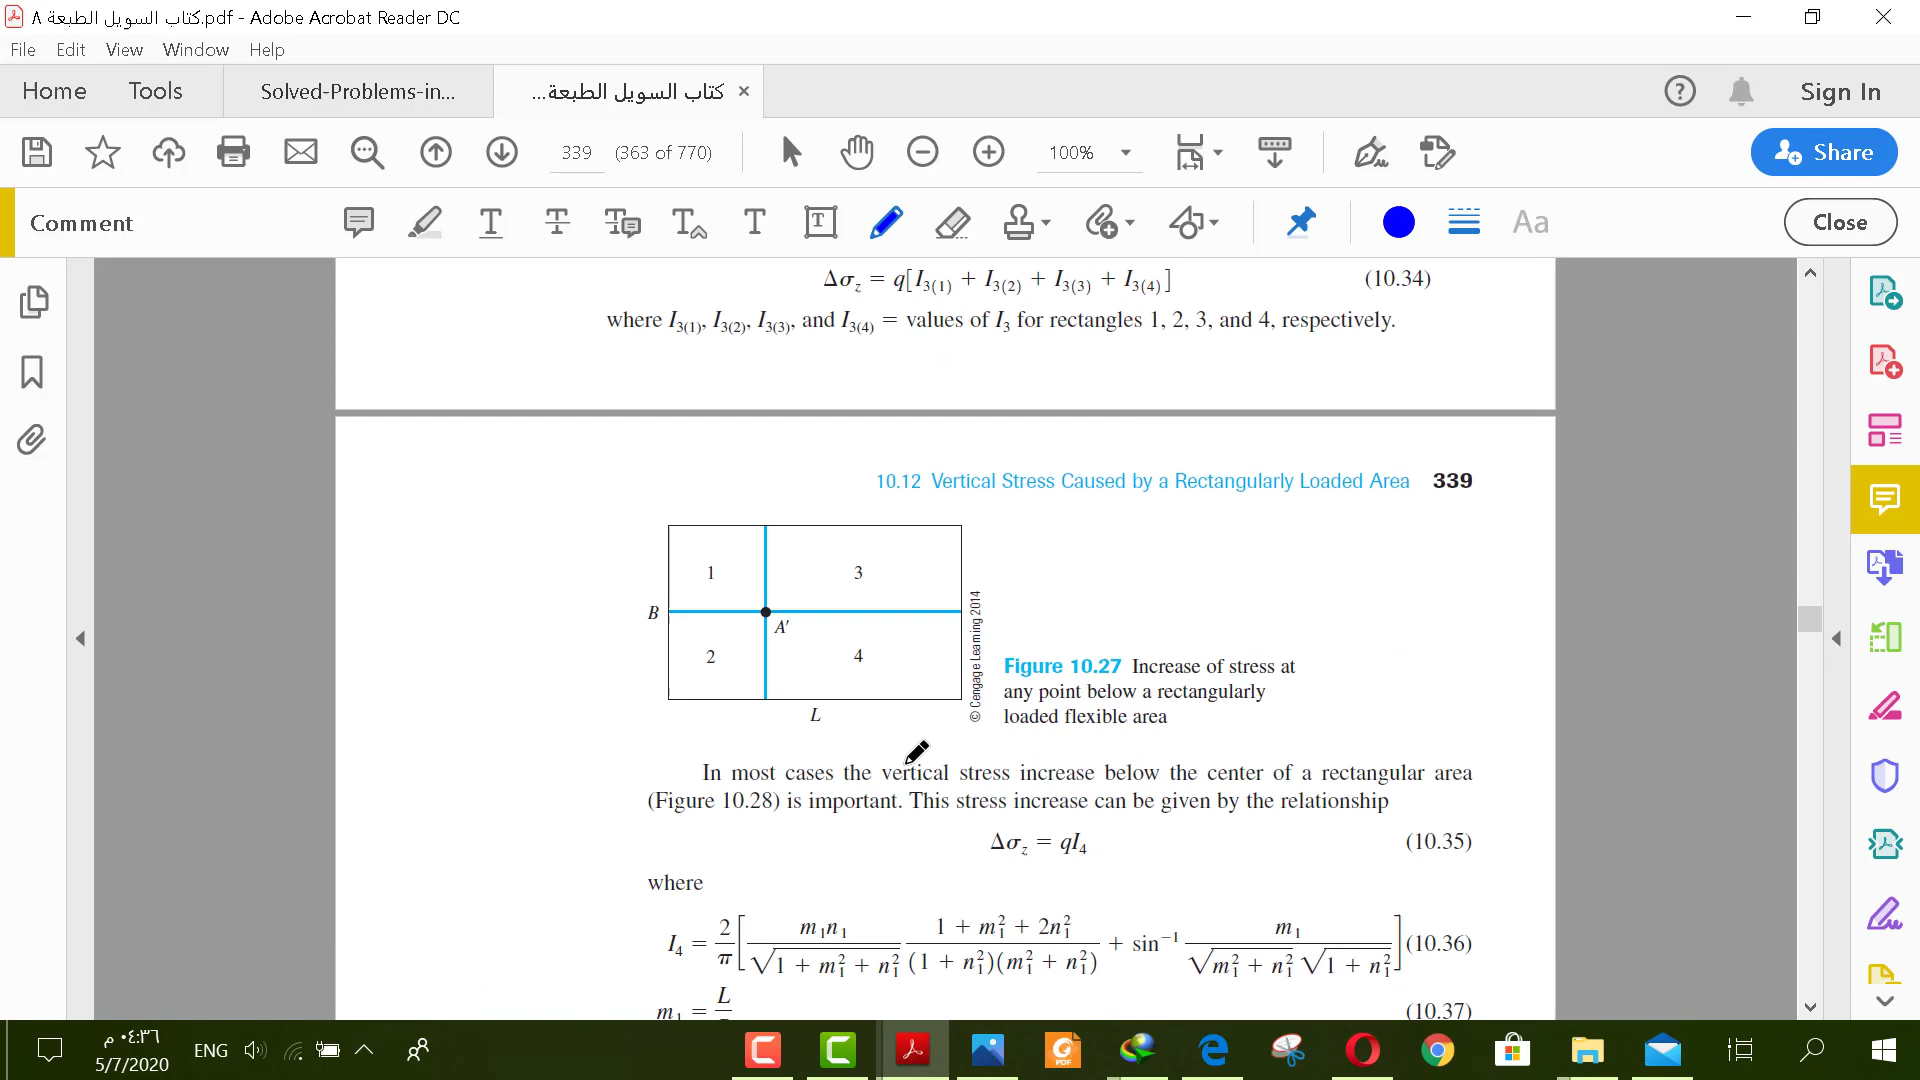 كتاب السويل الطبعة ٨.pdf - Adobe Acrobat Reader DC
File Edit View Window Help
Home Tools Solved-Problems-in... كتاب السويل الطبعة... × Sign In
339 (363 of 770) 100% Share
Comment Aa Close
Δσz = q[I3(1) + I3(2) + I3(3) + I3(4)] (10.34)
where I3(1), I3(2), I3(3), and I3(4) = values of I3 for rectangles 1, 2, 3, and 4, respectively.
10.12 Vertical Stress Caused by a Rectangularly Loaded Area 339
1 3
B
A′
2 4
L
© Cengage Learning 2014
Figure 10.27 Increase of stress at
any point below a rectangularly
loaded flexible area
In most cases the vertical stress increase below the center of a rectangular area
(Figure 10.28) is important. This stress increase can be given by the relationship
Δσz = qI4 (10.35)
where
I4 = 2/π [ m1n1/√(1 + m1² + n1²) (1 + m1² + 2n1²)/((1 + n1²)(m1² + n1²)) + sin⁻¹ m1/(√(m1² + n1²) √(1 + n1²)) ] (10.36)
m1 = L (10.37)
٠٤:٣٦ م
ENG
5/7/2020